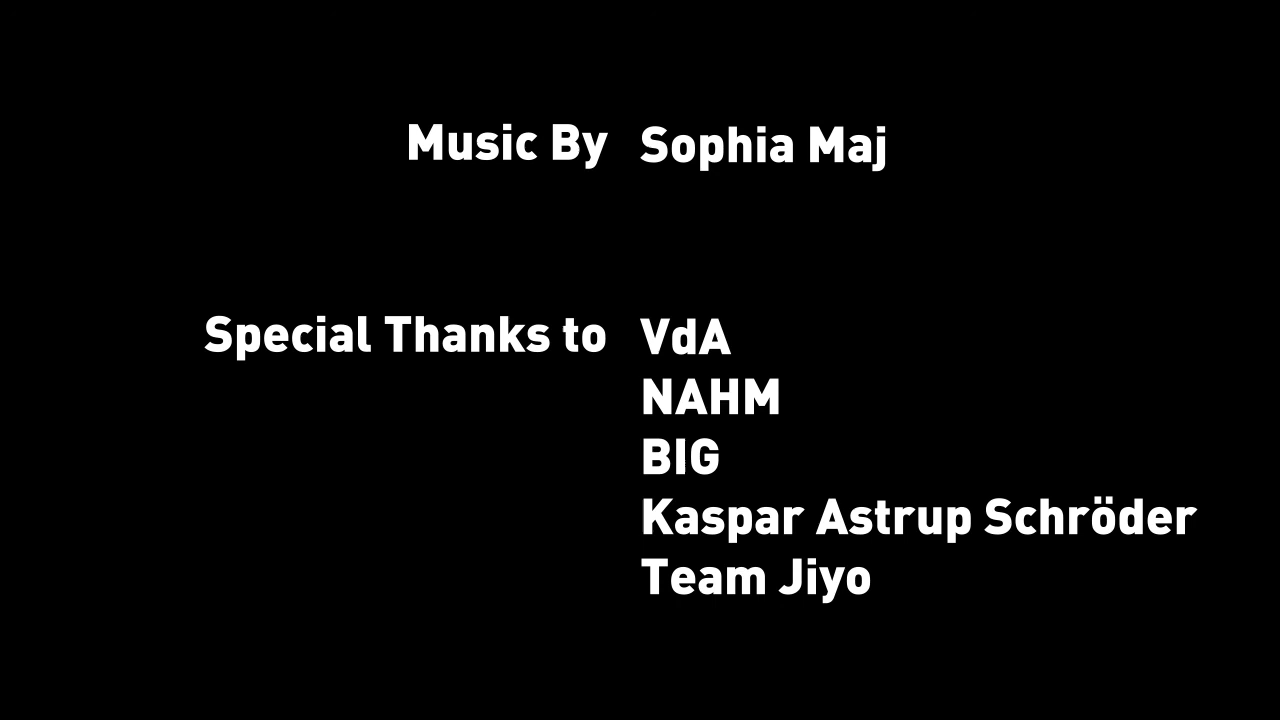 Music By Sophia Maj
Special Thanks to VdA
NAHM
BIG
Kaspar Astrup Schröder
Team Jiyo